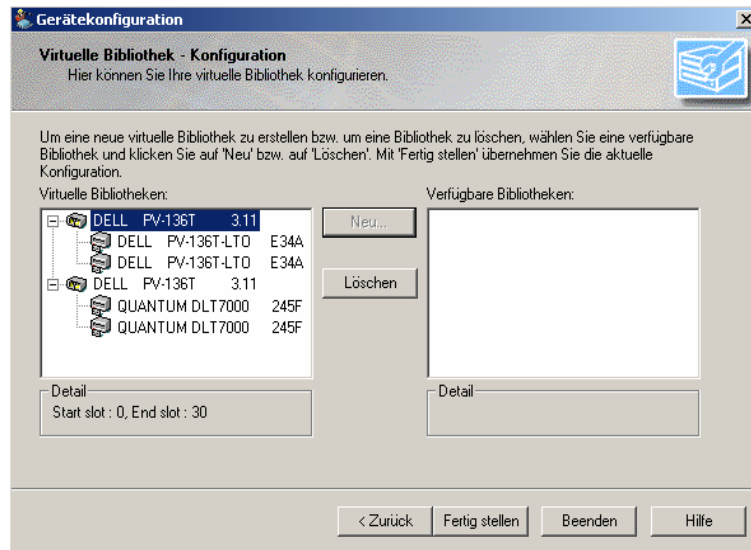 Gerätekonfiguration
Virtuelle Bibliothek - Konfiguration
Hier können Sie Ihre virtuelle Bibliothek konfigurieren.
Um eine neue virtuelle Bibliothek zu erstellen bzw. um eine Bibliothek zu löschen, wählen Sie eine verfügbare
Bibliothek und klicken Sie auf 'Neu' bzw. auf 'Löschen'. Mit 'Fertig stellen' übernehmen Sie die aktuelle
Konfiguration.
Virtuelle Bibliotheken:
DELL PV-136T 3.11
DELL PV-136T-LTO E34A
DELL PV-136T-LTO E34A
DELL PV-136T 3.11
QUANTUM DLT7000 245F
QUANTUM DLT7000 245F
Detail
Start slot : 0, End slot : 30
Neu...
Löschen
Verfügbare Bibliotheken:
Detail
< Zurück
Fertig stellen
Beenden
Hilfe